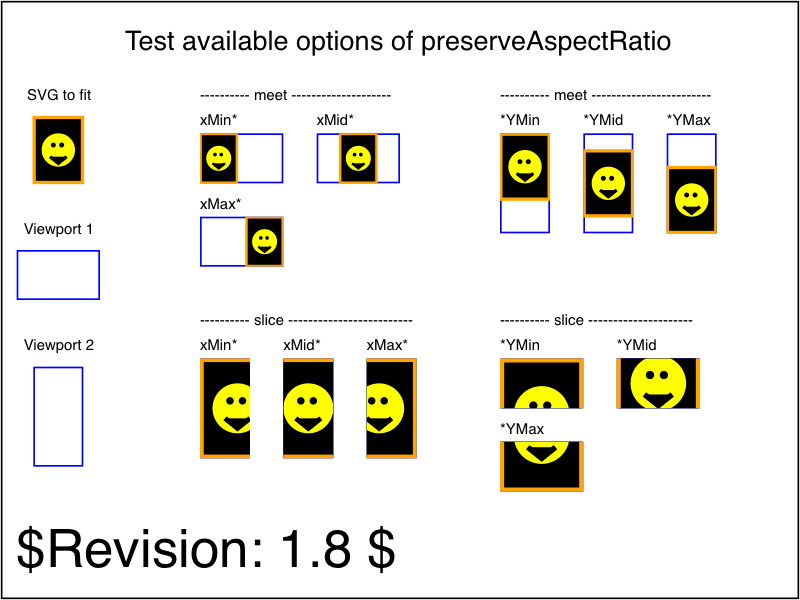 Test available options of preserveAspectRatio
SVG to fit
---------- meet --------------------
---------- meet ------------------------
xMin*
xMid*
*YMin
*YMid
*YMax
xMax*
Viewport 1
---------- slice -------------------------
---------- slice ---------------------
Viewport 2
xMin*
xMid*
xMax*
*YMin
*YMid
*YMax
$Revision: 1.8 $